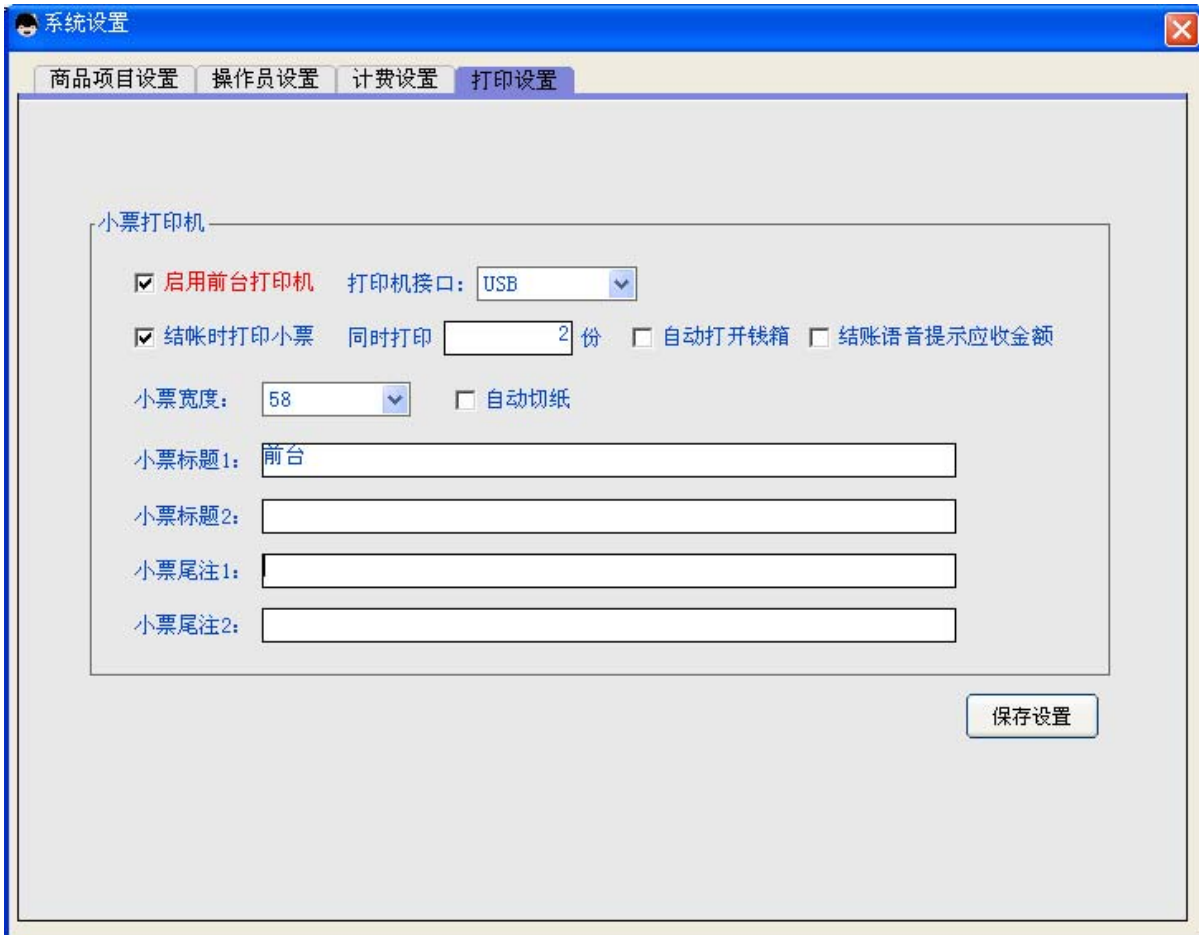 系统设置
商品项目设置 操作员设置 计费设置 打印设置
小票打印机
启用前台打印机 打印机接口: USB
结帐时打印小票 同时打印 2 份 自动打开钱箱 结账语音提示应收金额
小票宽度: 58 自动切纸
小票标题1: 前台
小票标题2:
小票尾注1:
小票尾注2:
保存设置